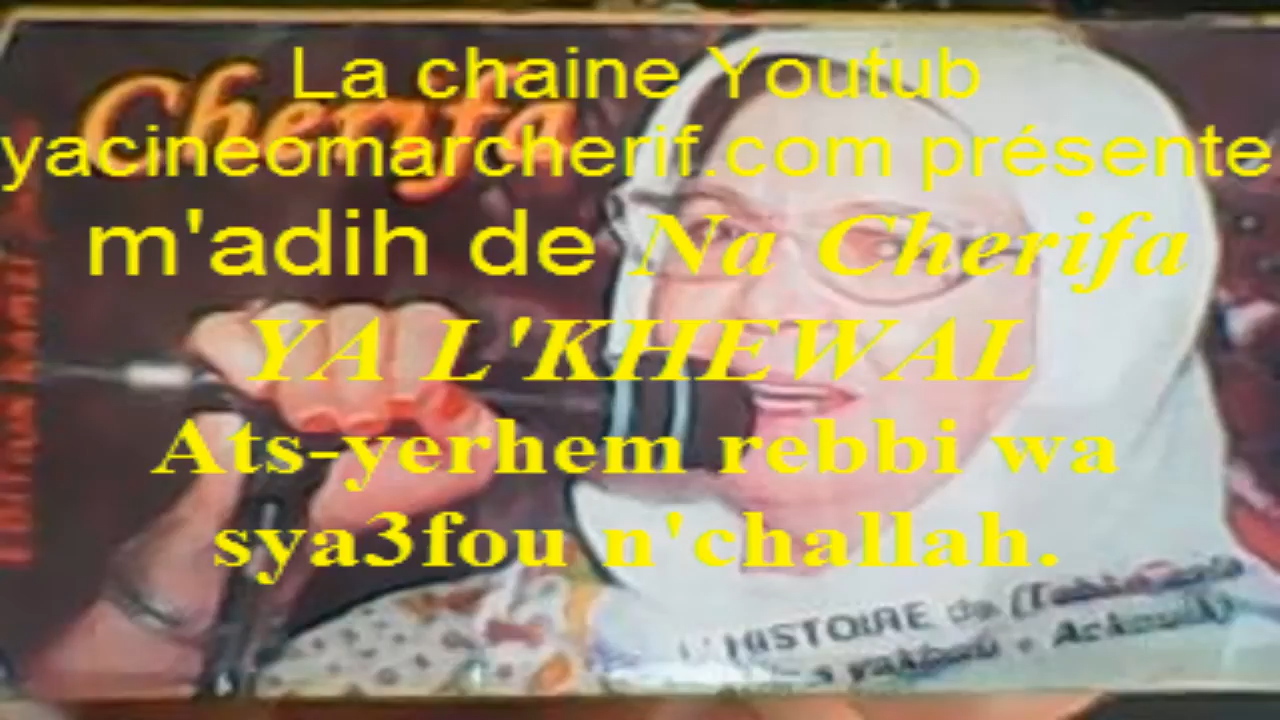 La chaine Youtub
Cherifa
yacineomarcherif.com présente
m'adih de Na Cherifa
YA L'KHEWAL
Ats-yerhem rebbi wa
sya3fou n'challah.
L'HISTOIRE de